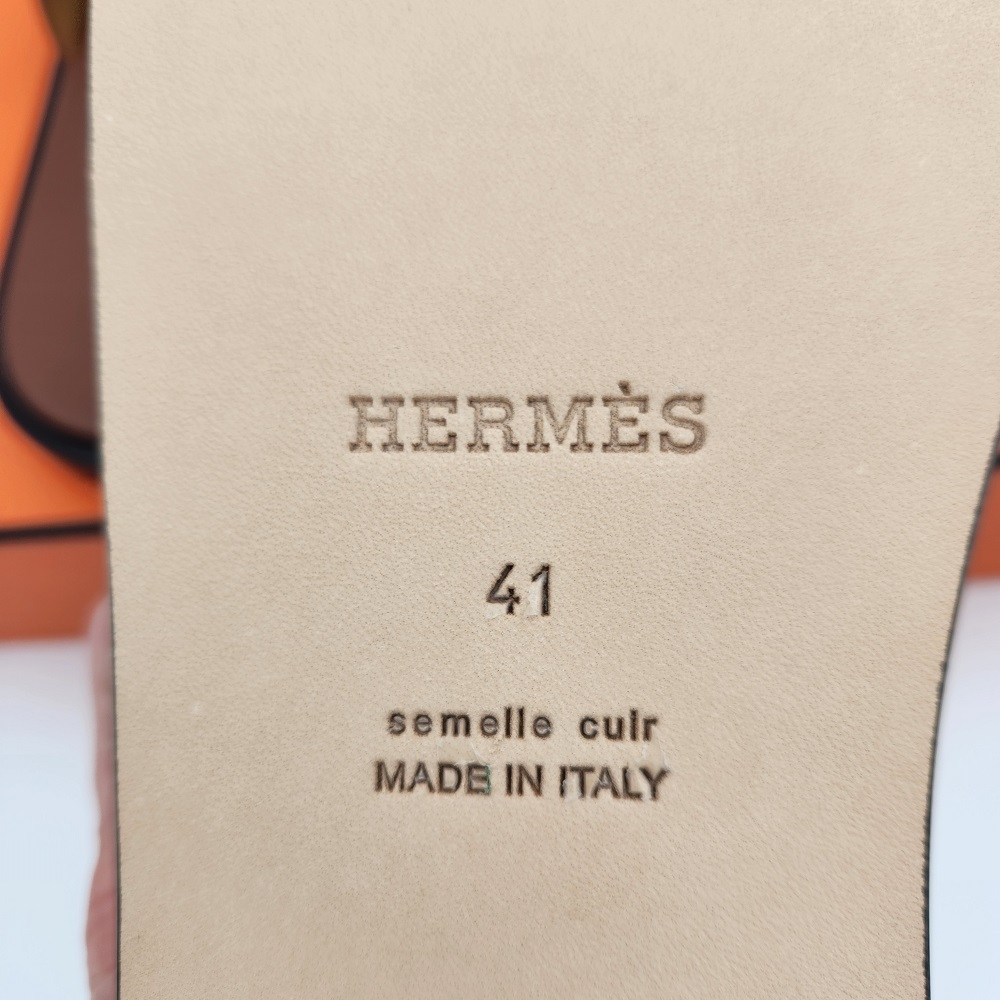 HERMÈS
41
semelle cuir
MADE IN ITALY